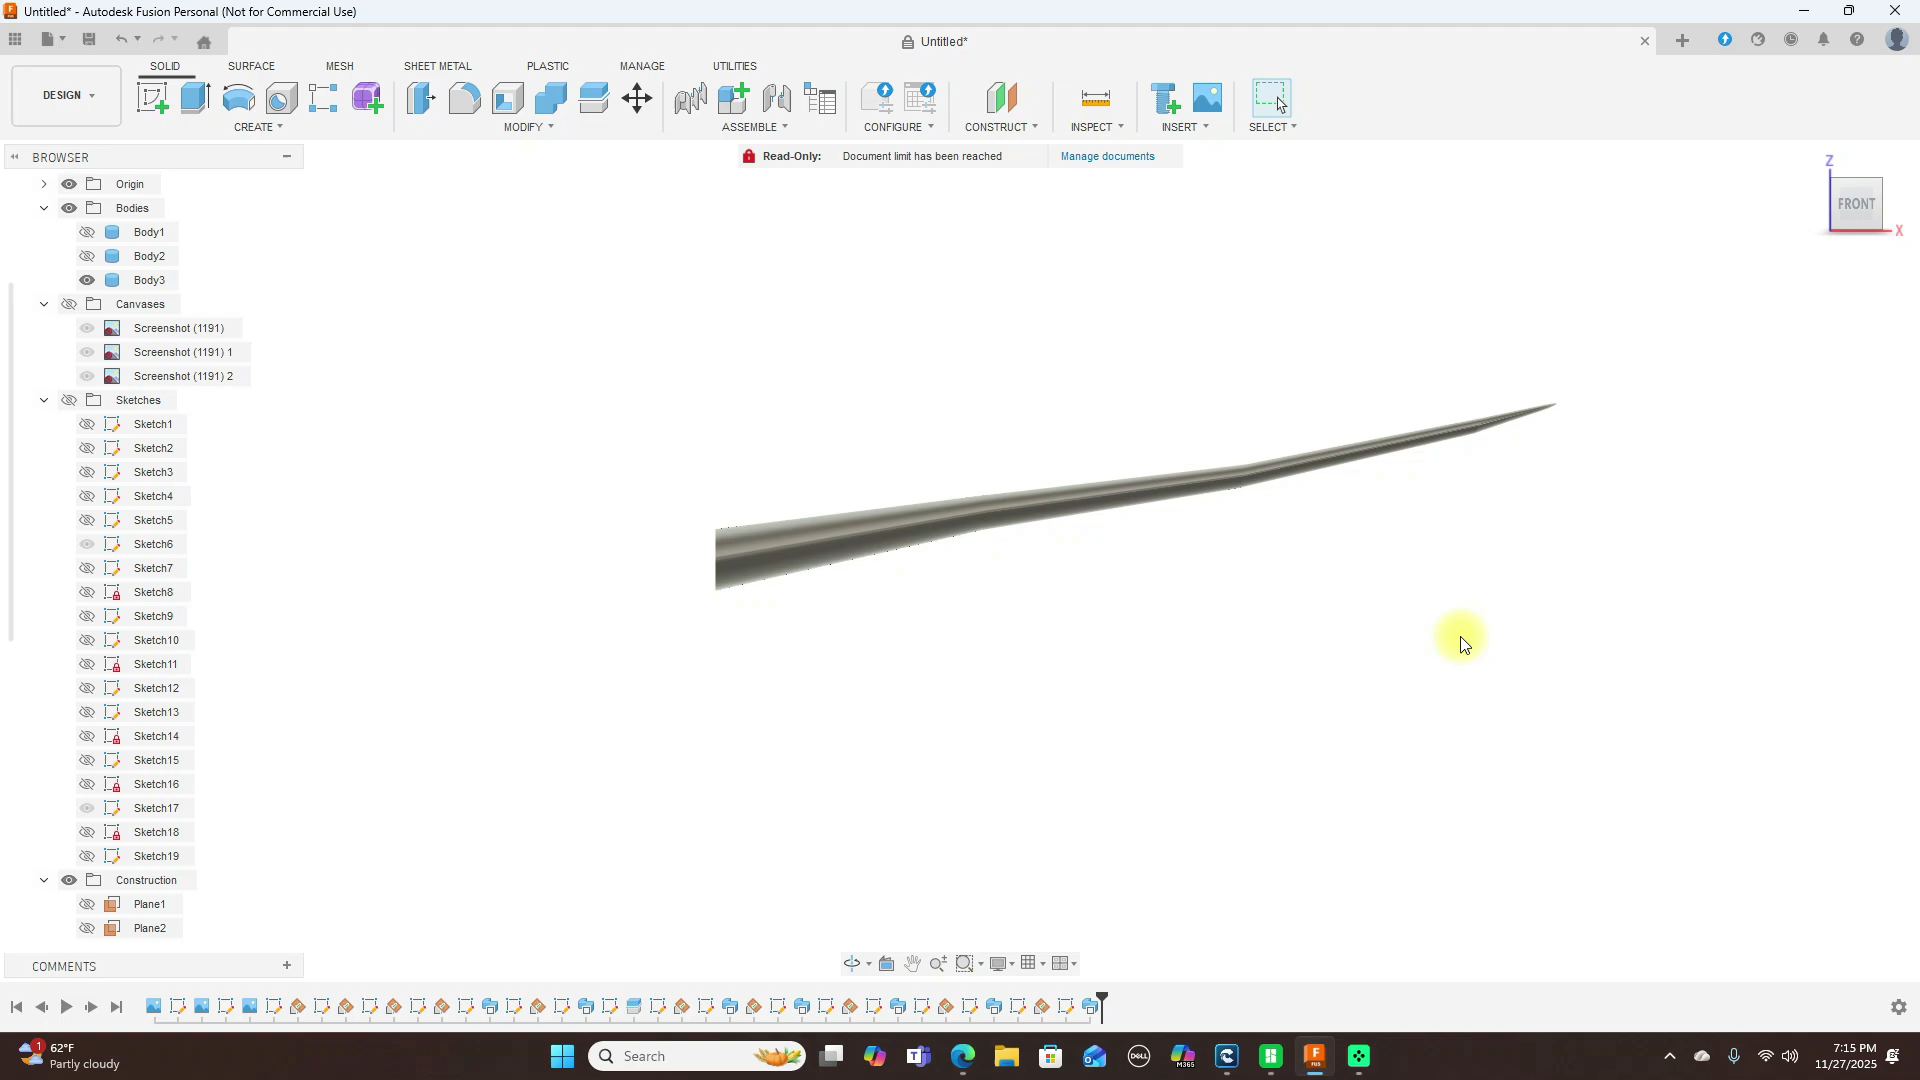 Untitled* - Autodesk Fusion Personal (Not for Commercial Use)
Untitled*
DESIGN
SOLID SURFACE MESH SHEET METAL PLASTIC MANAGE UTILITIES
CREATE MODIFY ASSEMBLE CONFIGURE CONSTRUCT INSPECT INSERT SELECT
BROWSER
Read-Only: Document limit has been reached Manage documents
Z
FRONT
X
Origin
Bodies
Body1
Body2
Body3
Canvases
Screenshot (1191)
Screenshot (1191) 1
Screenshot (1191) 2
Sketches
Sketch1
Sketch2
Sketch3
Sketch4
Sketch5
Sketch6
Sketch7
Sketch8
Sketch9
Sketch10
Sketch11
Sketch12
Sketch13
Sketch14
Sketch15
Sketch16
Sketch17
Sketch18
Sketch19
Construction
Plane1
Plane2
COMMENTS
1
62°F
Partly cloudy
Search
DELL
M365
FUS
7:15 PM
11/27/2025